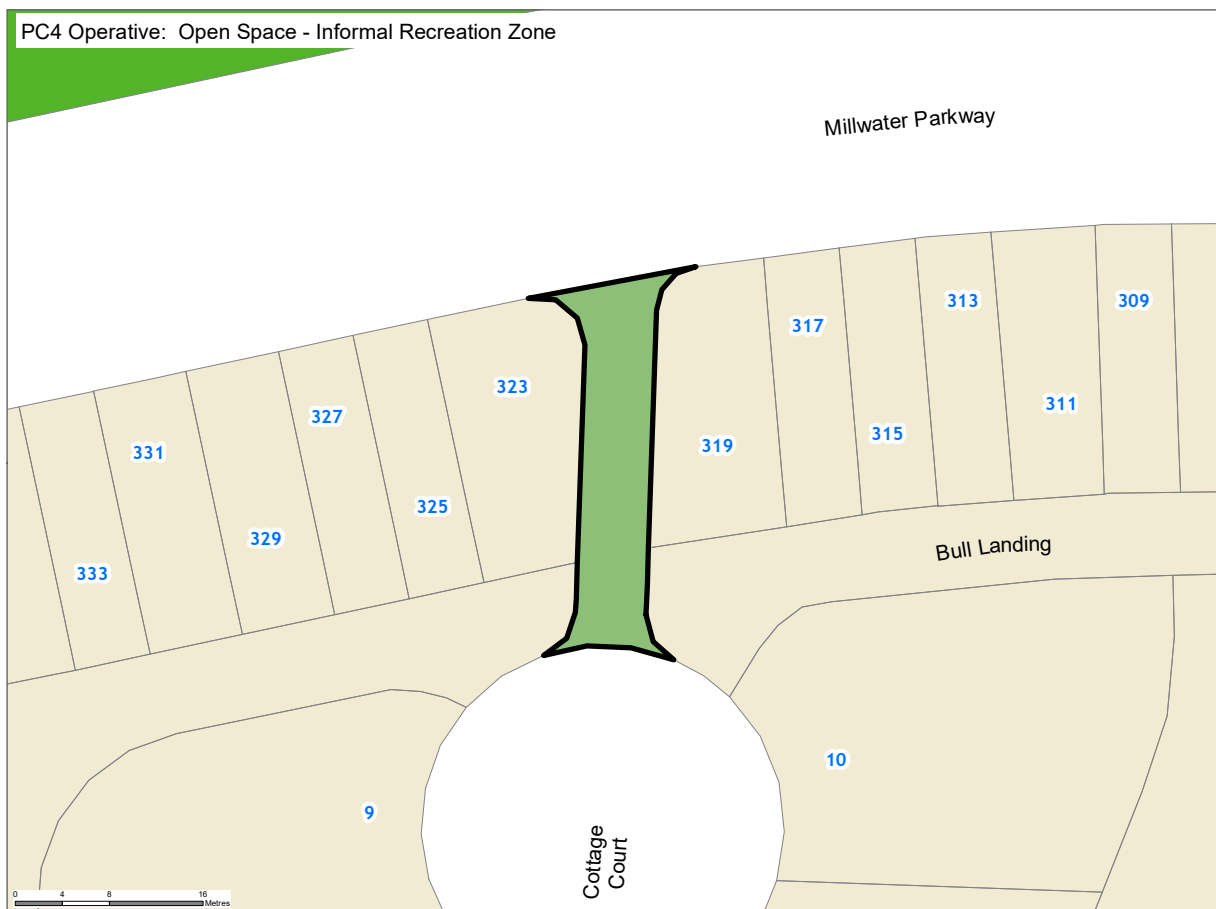 PC4 Operative:  Open Space - Informal Recreation Zone
Millwater Parkway
313
309
317
323
311
327
315
319
331
325
329
Bull Landing
333
10
9
Cottage
Court
0 4 8 16
Metres